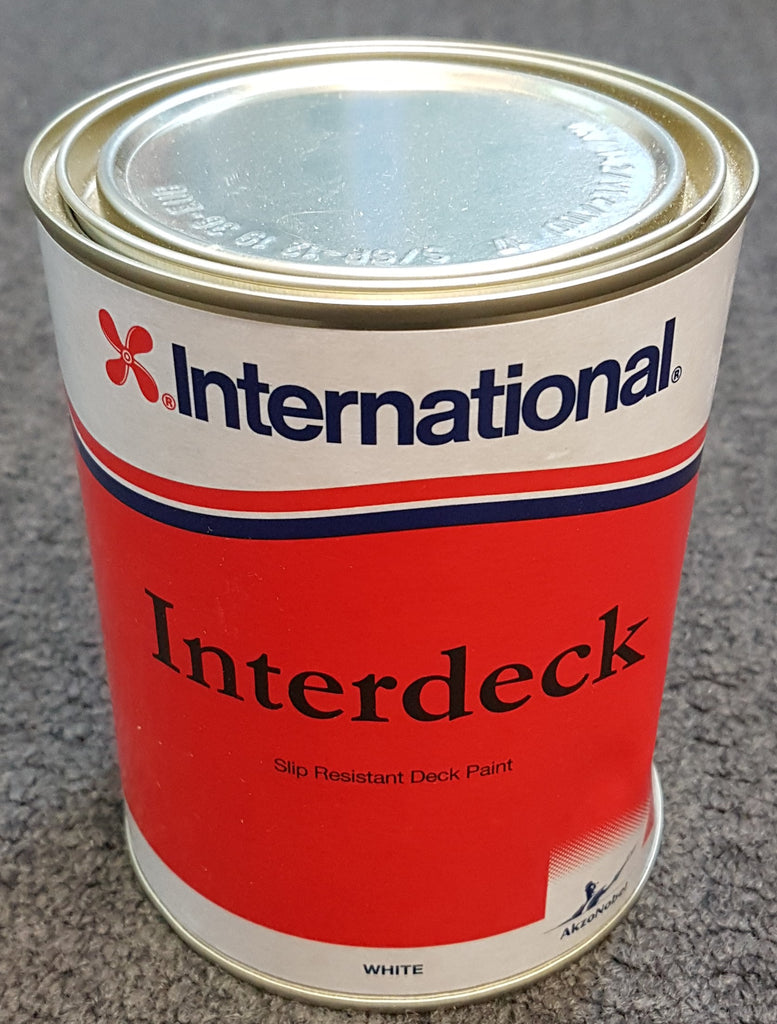 International
Interdeck
Slip Resistant Deck Paint
AkzoNobel
WHITE